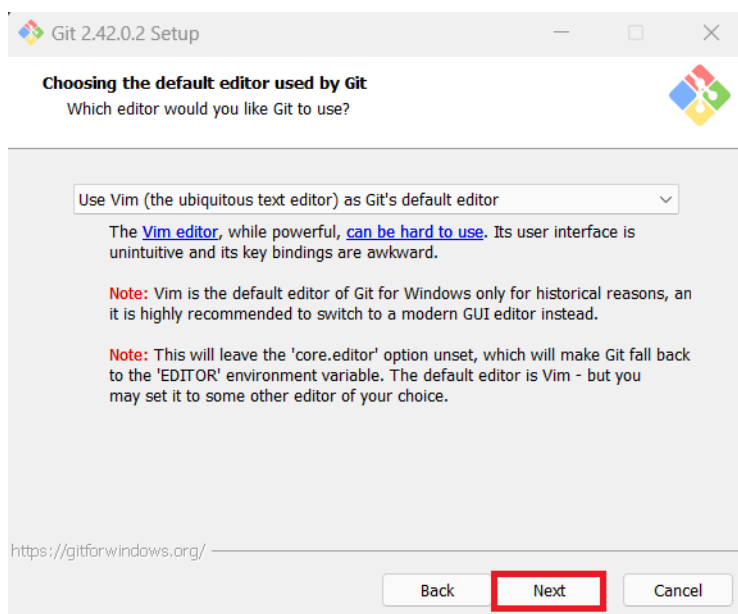 Git 2.42.0.2 Setup
Choosing the default editor used by Git
Which editor would you like Git to use?
Use Vim (the ubiquitous text editor) as Git's default editor
The Vim editor, while powerful, can be hard to use. Its user interface is
unintuitive and its key bindings are awkward.
Note: Vim is the default editor of Git for Windows only for historical reasons, an
it is highly recommended to switch to a modern GUI editor instead.
Note: This will leave the 'core.editor' option unset, which will make Git fall back
to the 'EDITOR' environment variable. The default editor is Vim - but you
may set it to some other editor of your choice.
https://gitforwindows.org/
Back
Next
Cancel